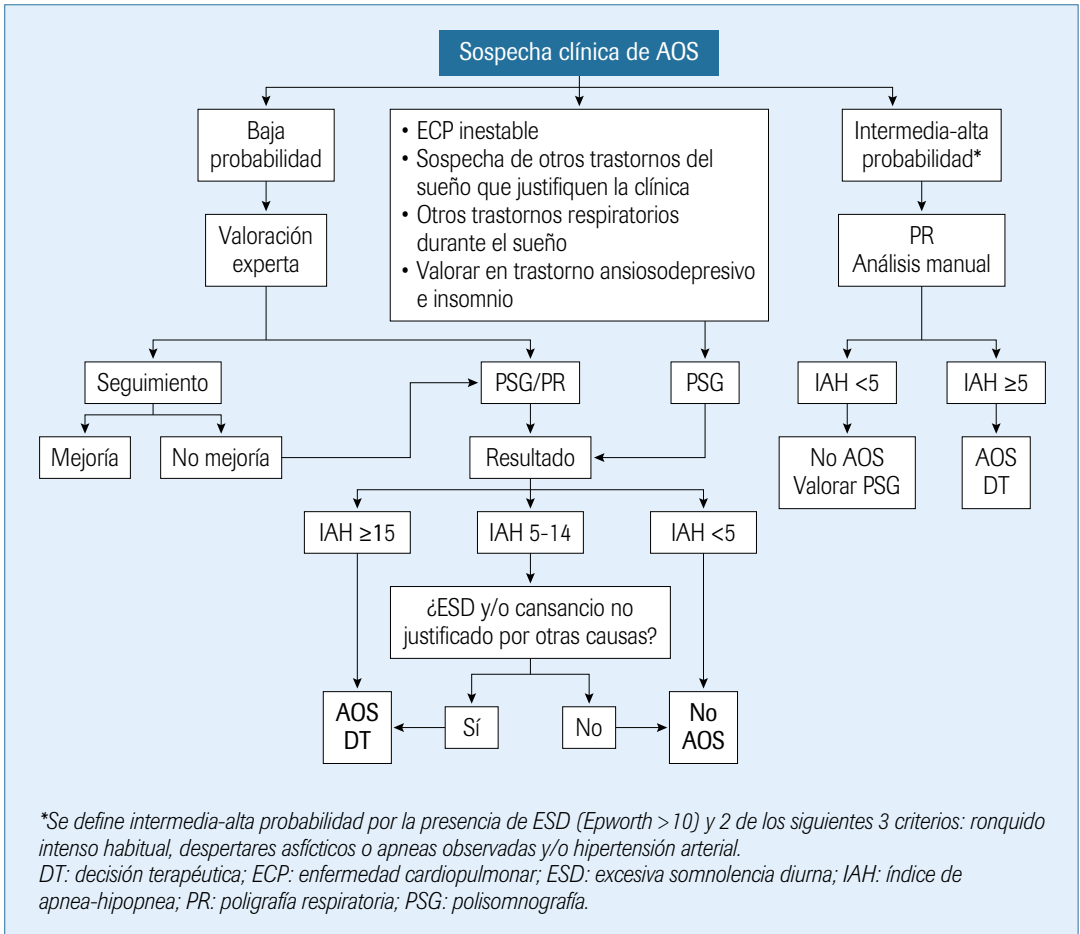 Sospecha clínica de AOS
Baja
probabilidad
• ECP inestable
• Sospecha de otros trastornos del
sueño que justifiquen la clínica
• Otros trastornos respiratorios
durante el sueño
• Valorar en trastorno ansiosodepresivo
e insomnio
Intermedia-alta
probabilidad*
Valoración
experta
PR
Análisis manual
Seguimiento
PSG/PR
PSG
IAH <5
IAH ≥5
Mejoría
No mejoría
Resultado
No AOS
Valorar PSG
AOS
DT
IAH ≥15
IAH 5-14
IAH <5
¿ESD y/o cansancio no
justificado por otras causas?
AOS
DT
Sí
No
No
AOS
*Se define intermedia-alta probabilidad por la presencia de ESD (Epworth >10) y 2 de los siguientes 3 criterios: ronquido
intenso habitual, despertares asfícticos o apneas observadas y/o hipertensión arterial.
DT: decisión terapéutica; ECP: enfermedad cardiopulmonar; ESD: excesiva somnolencia diurna; IAH: índice de
apnea-hipopnea; PR: poligrafía respiratoria; PSG: polisomnografía.